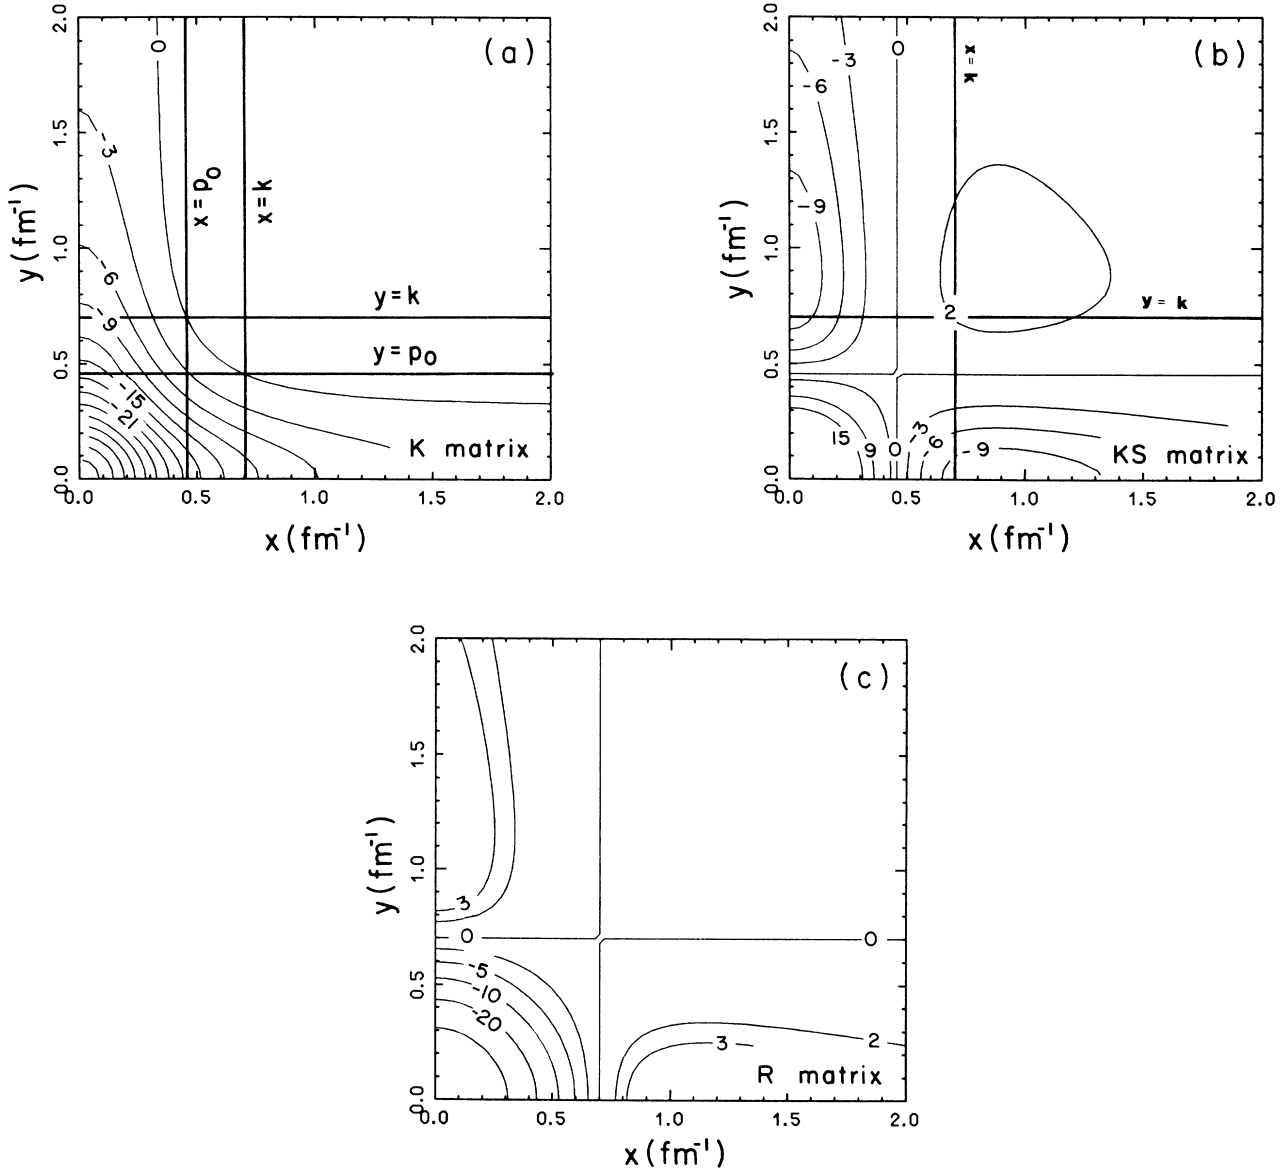 (a)
0
-3
-6
-9
-15
-21
x=p₀
x=k
y=k
y=p₀
K matrix
y(fm⁻¹)
2.0
1.5
1.0
0.5
0.0
0.0 0.5 1.0 1.5 2.0
x(fm⁻¹)
(b)
0
-3
-6
-9
x=k
2
y=k
15 9 0 -3 -6 -9
KS matrix
y(fm⁻¹)
2.0
1.5
1.0
0.5
0.0
0.0 0.5 1.0 1.5 2.0
x(fm⁻¹)
(c)
3
0 0
-5
-10
-20
3 2
R matrix
y(fm⁻¹)
2.0
1.5
1.0
0.5
0.0
0.0 0.5 1.0 1.5 2.0
x(fm⁻¹)